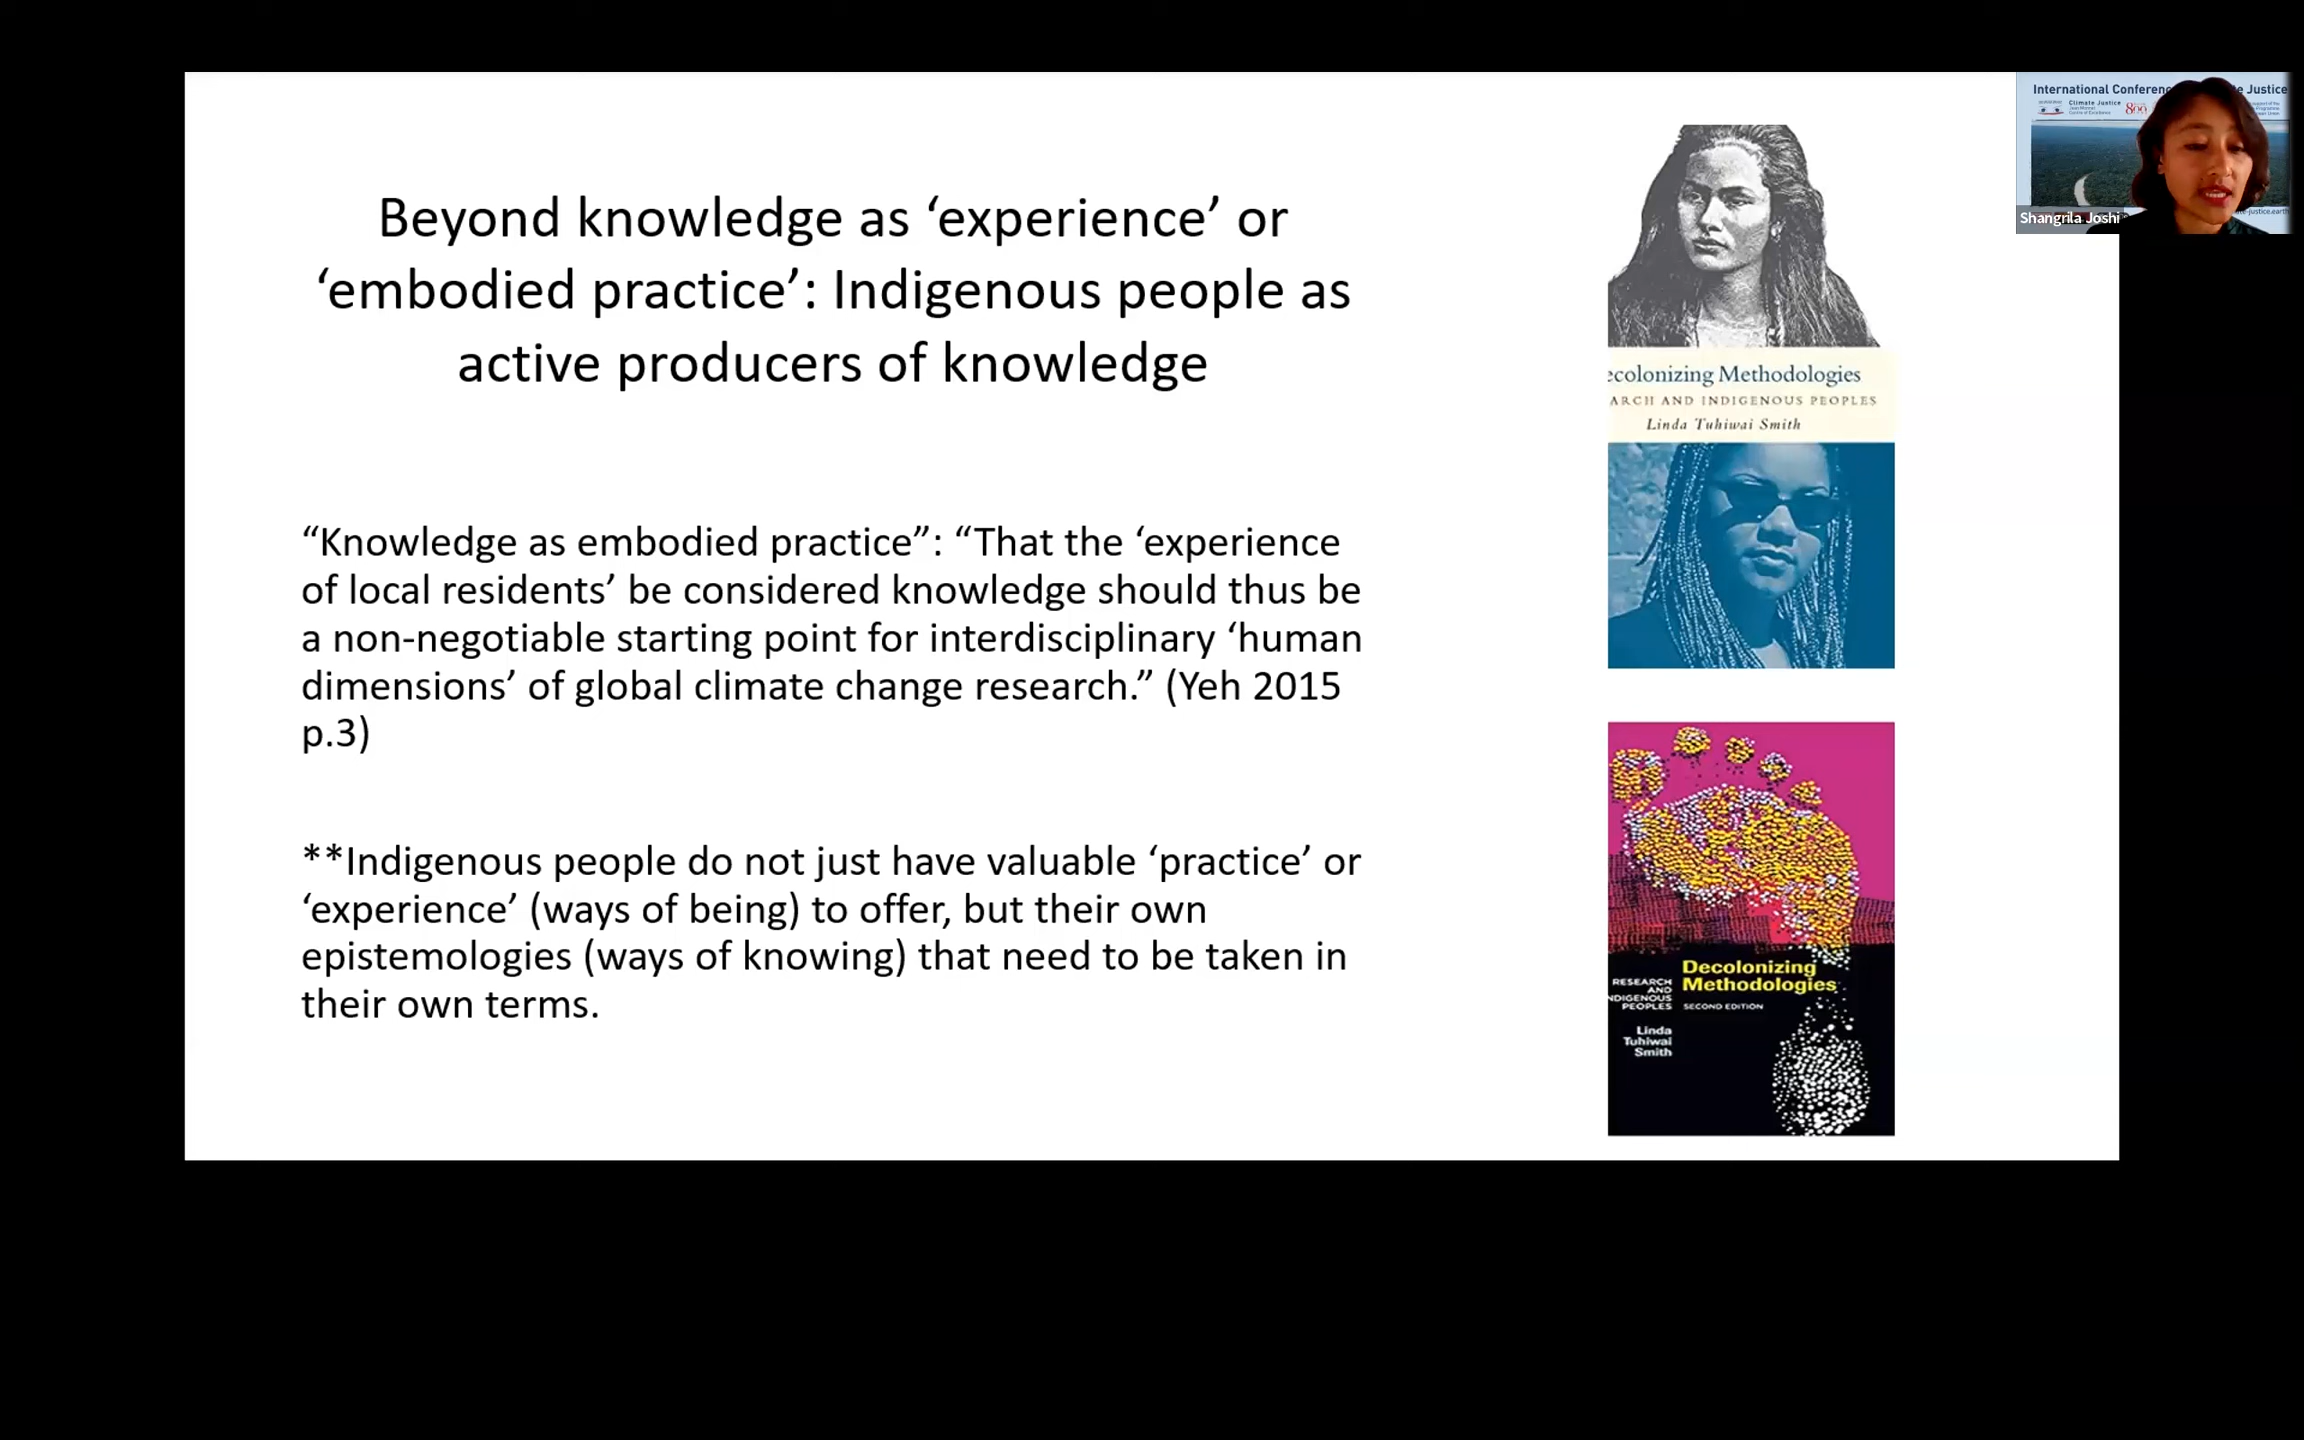 Beyond knowledge as ‘experience’ or
‘embodied practice’: Indigenous people as
active producers of knowledge
“Knowledge as embodied practice”: “That the ‘experience
of local residents’ be considered knowledge should thus be
a non-negotiable starting point for interdisciplinary ‘human
dimensions’ of global climate change research.” (Yeh 2015
p.3)
**Indigenous people do not just have valuable ‘practice’ or
‘experience’ (ways of being) to offer, but their own
epistemologies (ways of knowing) that need to be taken in
their own terms.
ecolonizing Methodologies
ARCH AND INDIGENOUS PEOPLES
Linda Tuhiwai Smith
Decolonizing
Methodologies
RESEARCH
AND
NDIGENOUS
PEOPLES
SECOND EDITION
Linda
Tuhiwai
Smith
International Conferenc e Justice
Climate Justice
Shangrila Joshi